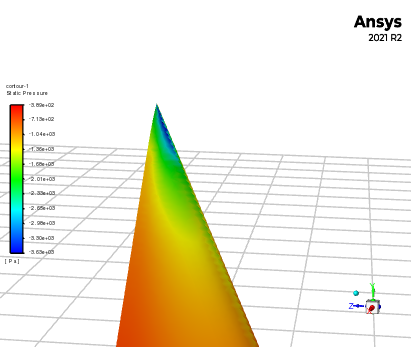 Ansys
2021 R2
contour-1
Static Pressure
-3.89e+02
-7.13e+02
-1.04e+03
-1.36e+03
-1.68e+03
-2.01e+03
-2.33e+03
-2.65e+03
-2.98e+03
-3.30e+03
-3.63e+03
[Pa]
Y
Z